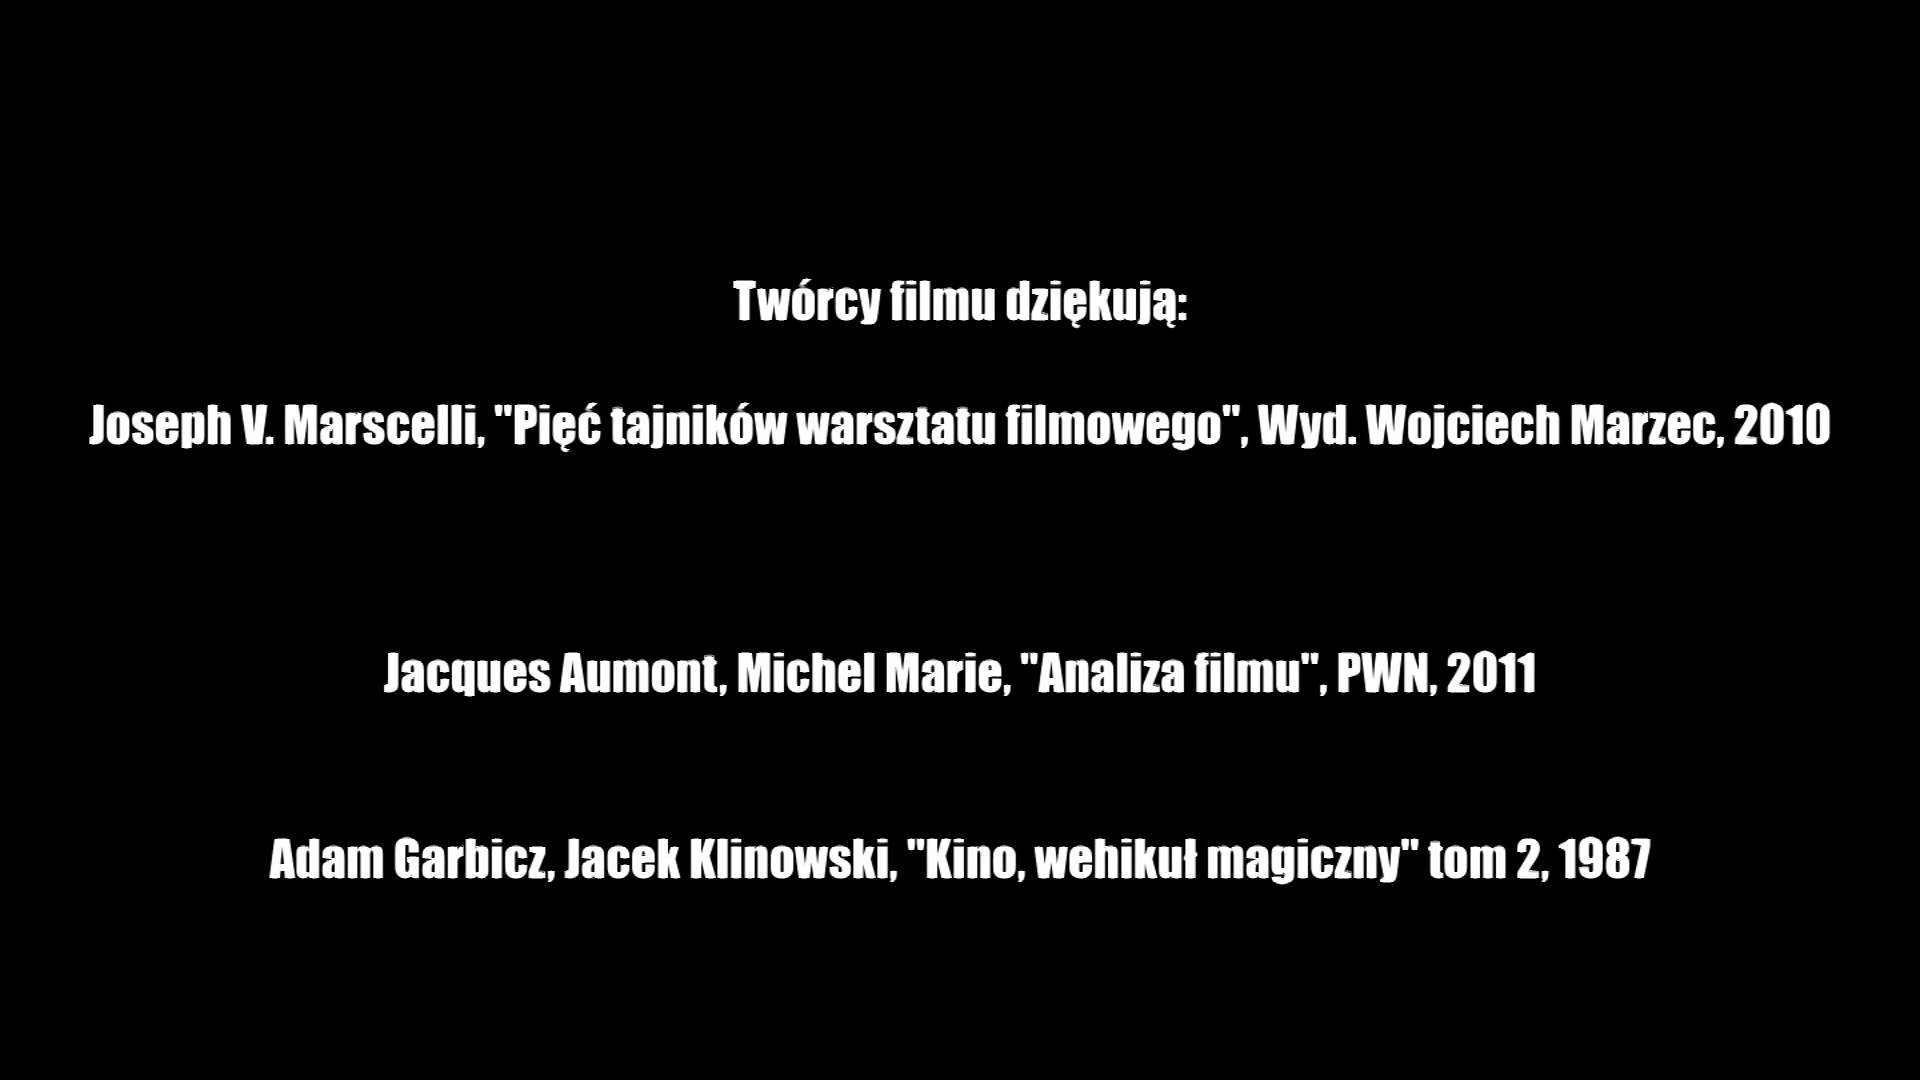 Twórcy filmu dziękują:
Joseph V. Marscelli, "Pięć tajników warsztatu filmowego", Wyd. Wojciech Marzec, 2010
Jacques Aumont, Michel Marie, "Analiza filmu", PWN, 2011
Adam Garbicz, Jacek Klinowski, "Kino, wehikuł magiczny" tom 2, 1987